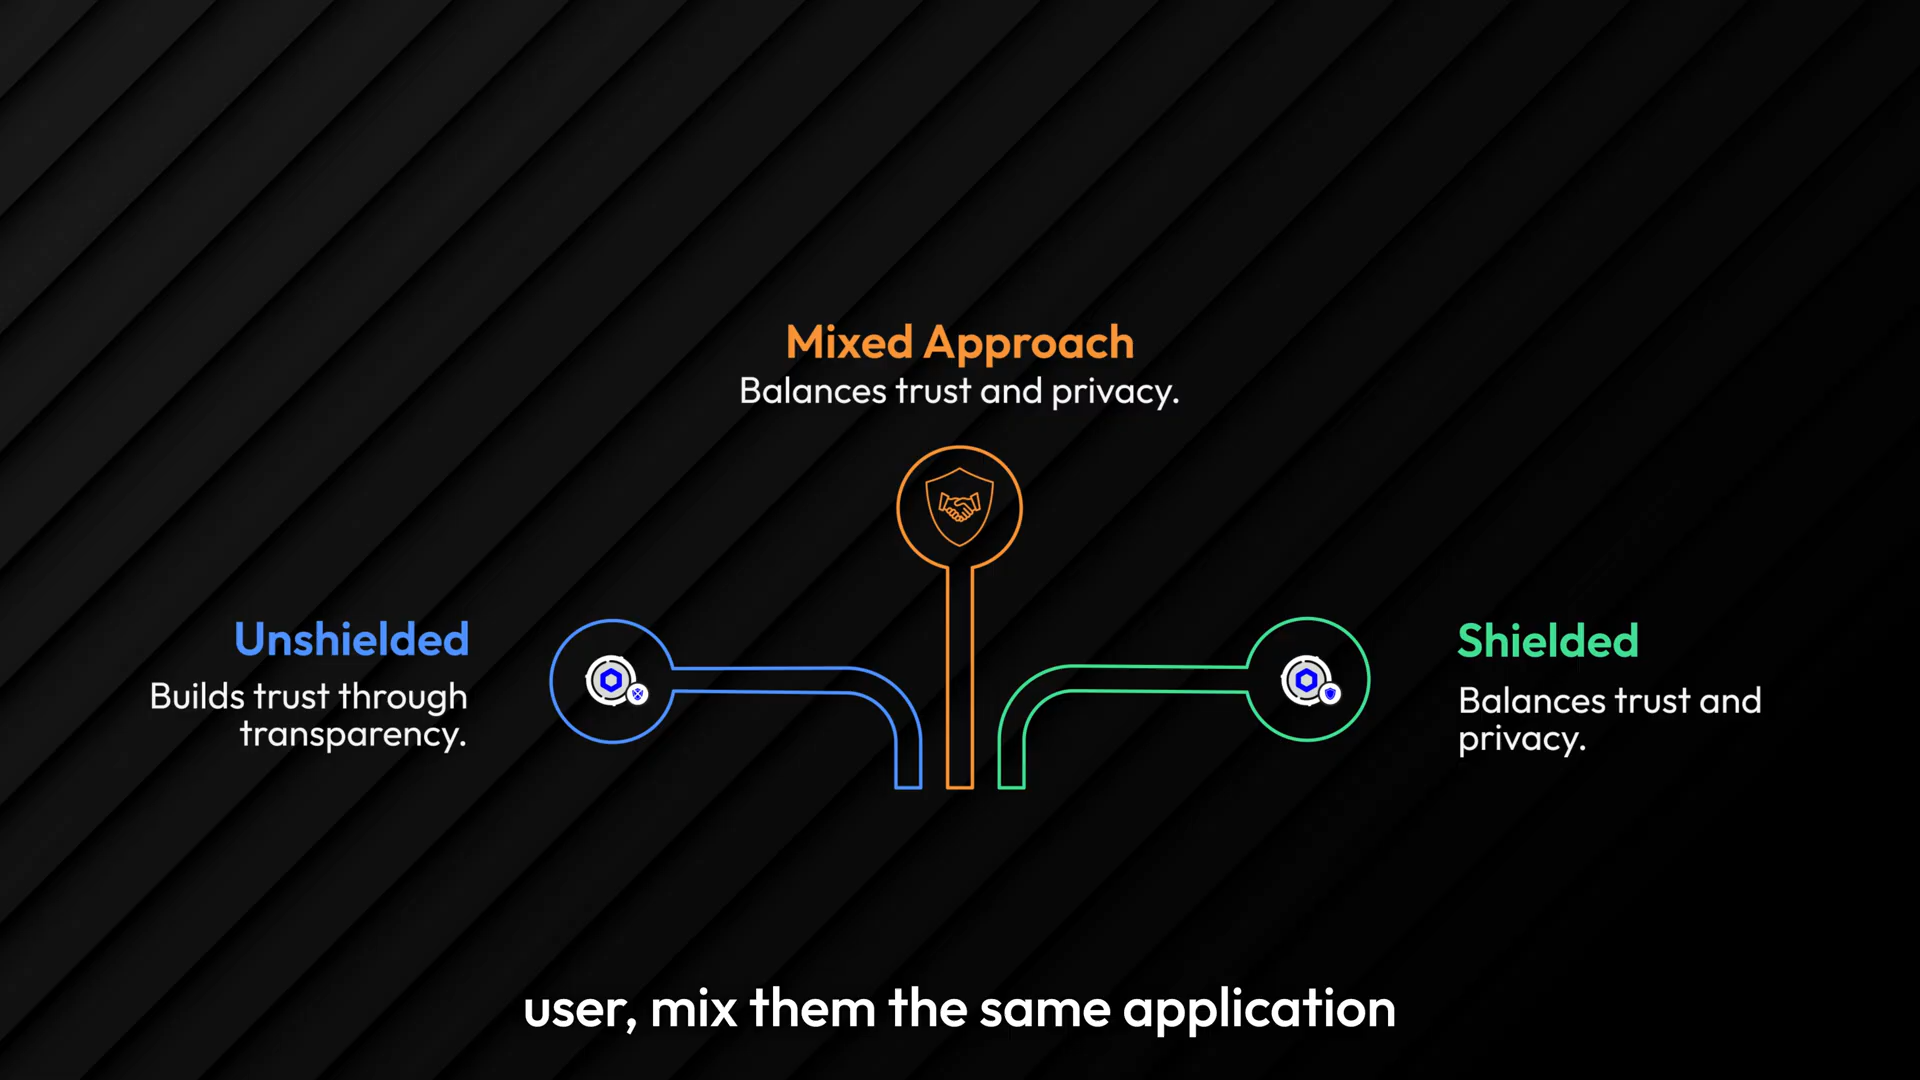 Mixed Approach
Balances trust and privacy.
Unshielded
Builds trust through
transparency.
Shielded
Balances trust and
privacy.
user, mix them the same application